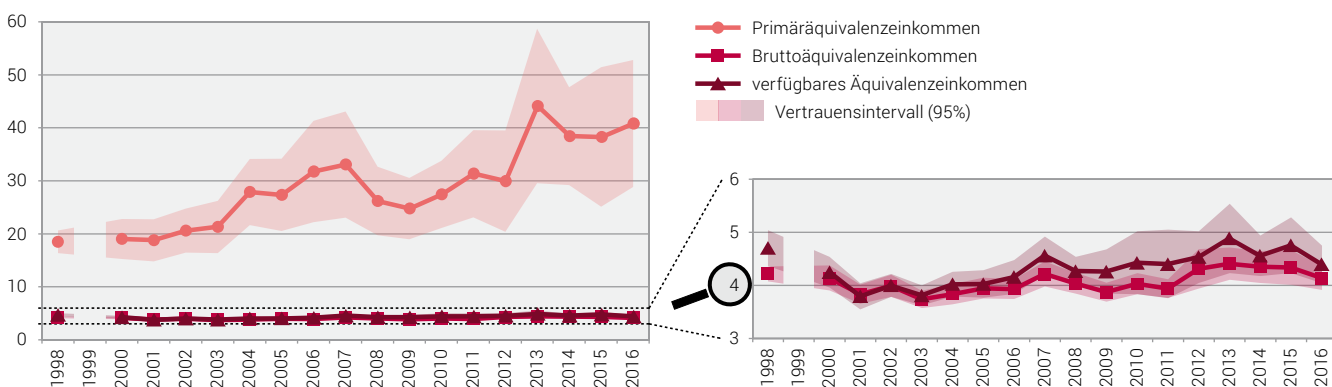 60
50
40
30
20
10
0
1998 1999 2000 2001 2002 2003 2004 2005 2006 2007 2008 2009 2010 2011 2012 2013 2014 2015 2016
Primäräquivalenzeinkommen
Bruttoäquivalenzeinkommen
verfügbares Äquivalenzeinkommen
Vertrauensintervall (95%)
6
5
4
3
1998 1999 2000 2001 2002 2003 2004 2005 2006 2007 2008 2009 2010 2011 2012 2013 2014 2015 2016